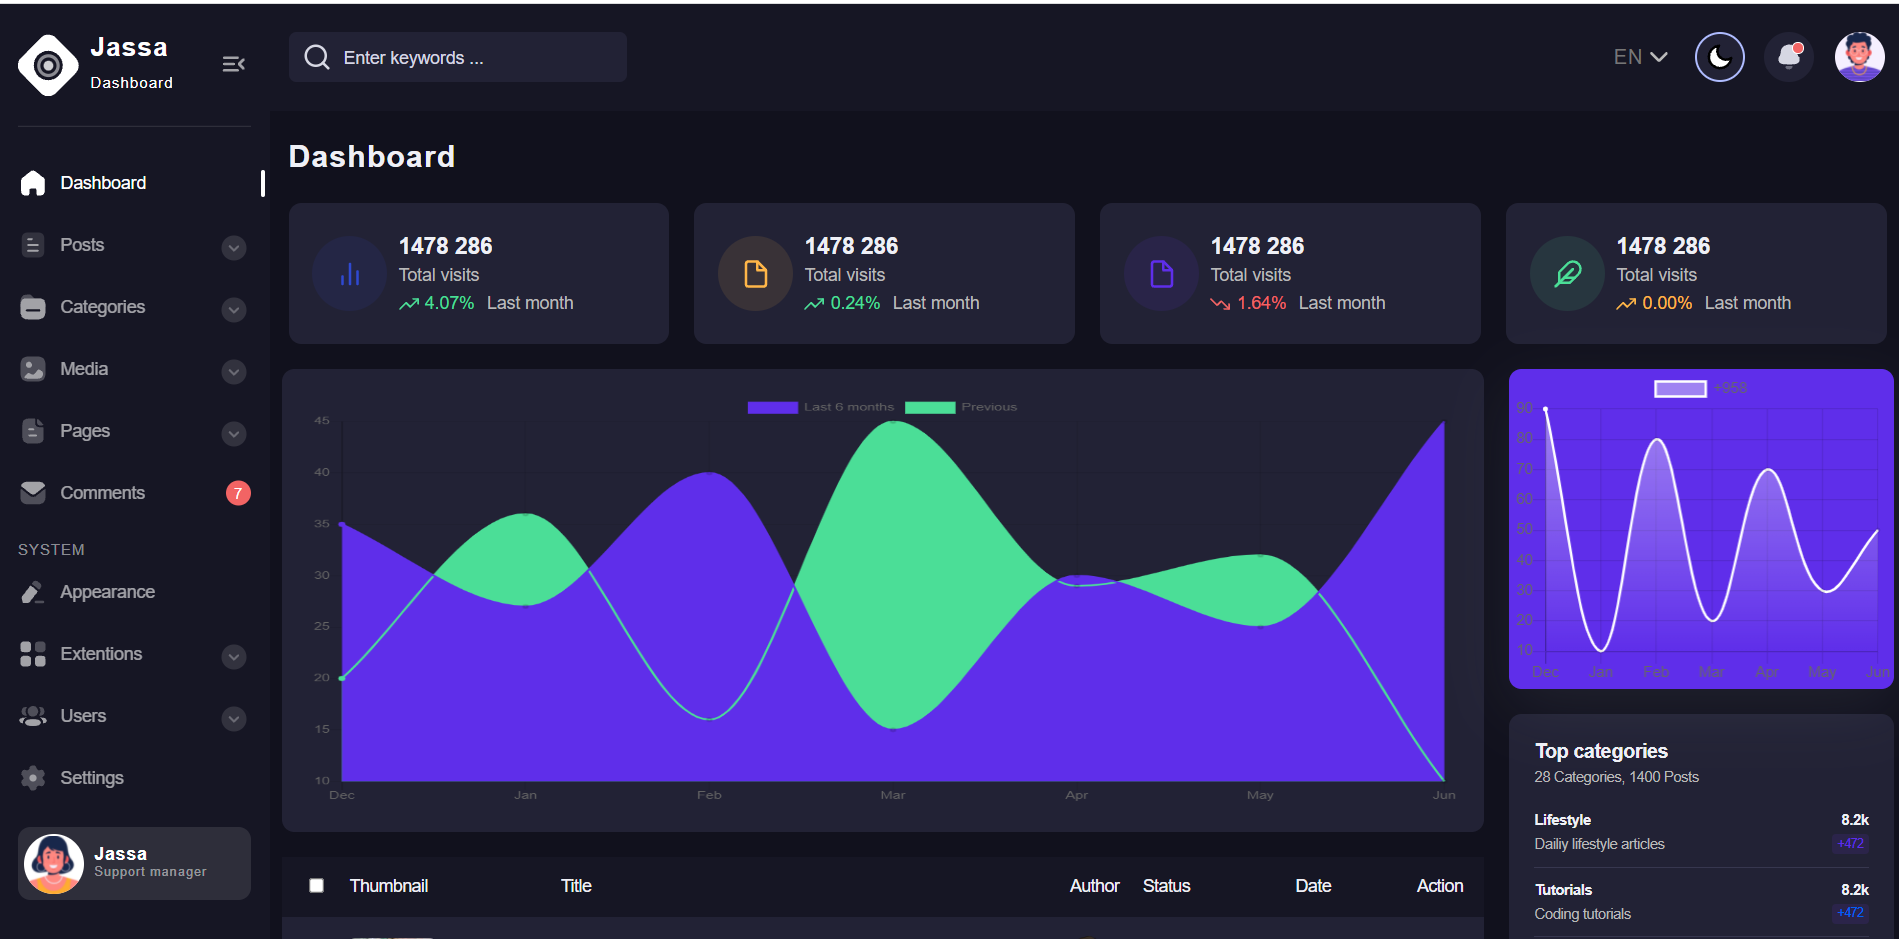 Jassa
Dashboard
Enter keywords ...
EN
Dashboard
Posts
Categories
Media
Pages
Comments
7
SYSTEM
Appearance
Extentions
Users
Settings
Jassa
Support manager
Dashboard
1478 286
Total visits
4.07% Last month
1478 286
Total visits
0.24% Last month
1478 286
Total visits
1.64% Last month
1478 286
Total visits
0.00% Last month
Last 6 months Previous
45
40
35
30
25
20
15
10
Dec Jan Feb Mar Apr May Jun
+958
90
80
70
60
50
40
30
20
10
Dec Jan Feb Mar Apr May Jun
Top categories
28 Categories, 1400 Posts
Lifestyle 8.2k
Dailiy lifestyle articles +472
Tutorials 8.2k
Coding tutorials +472
Thumbnail Title Author Status Date Action